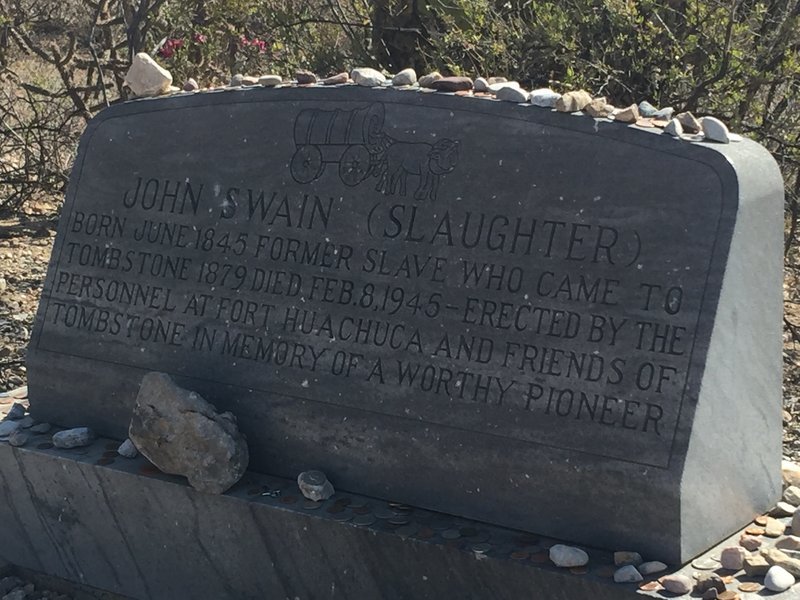 JOHN SWAIN (SLAUGHTER)
BORN JUNE 1845 FORMER SLAVE WHO CAME TO
TOMBSTONE 1879 DIED FEB. 8, 1945 – ERECTED BY THE
PERSONNEL AT FORT HUACHUCA AND FRIENDS OF
TOMBSTONE IN MEMORY OF A WORTHY PIONEER